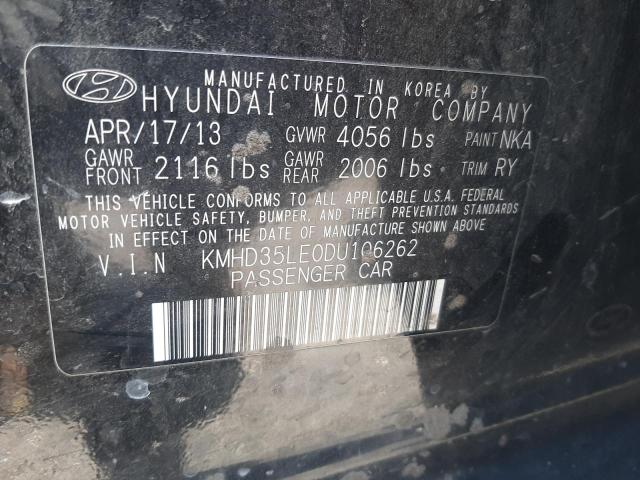 MANUFACTURED IN KOREA BY
HYUNDAI MOTOR COMPANY
APR/17/13 GVWR 4056 lbs PAINT NKA
GAWR FRONT 2116 lbs GAWR REAR 2006 lbs TRIM RY
THIS VEHICLE CONFORMS TO ALL APPLICABLE U.S.A. FEDERAL
MOTOR VEHICLE SAFETY, BUMPER, AND THEFT PREVENTION STANDARDS
IN EFFECT ON THE DATE OF MANUFACTURE SHOWN ABOVE.
V.I.N KMHD35LE0DU106262
PASSENGER CAR